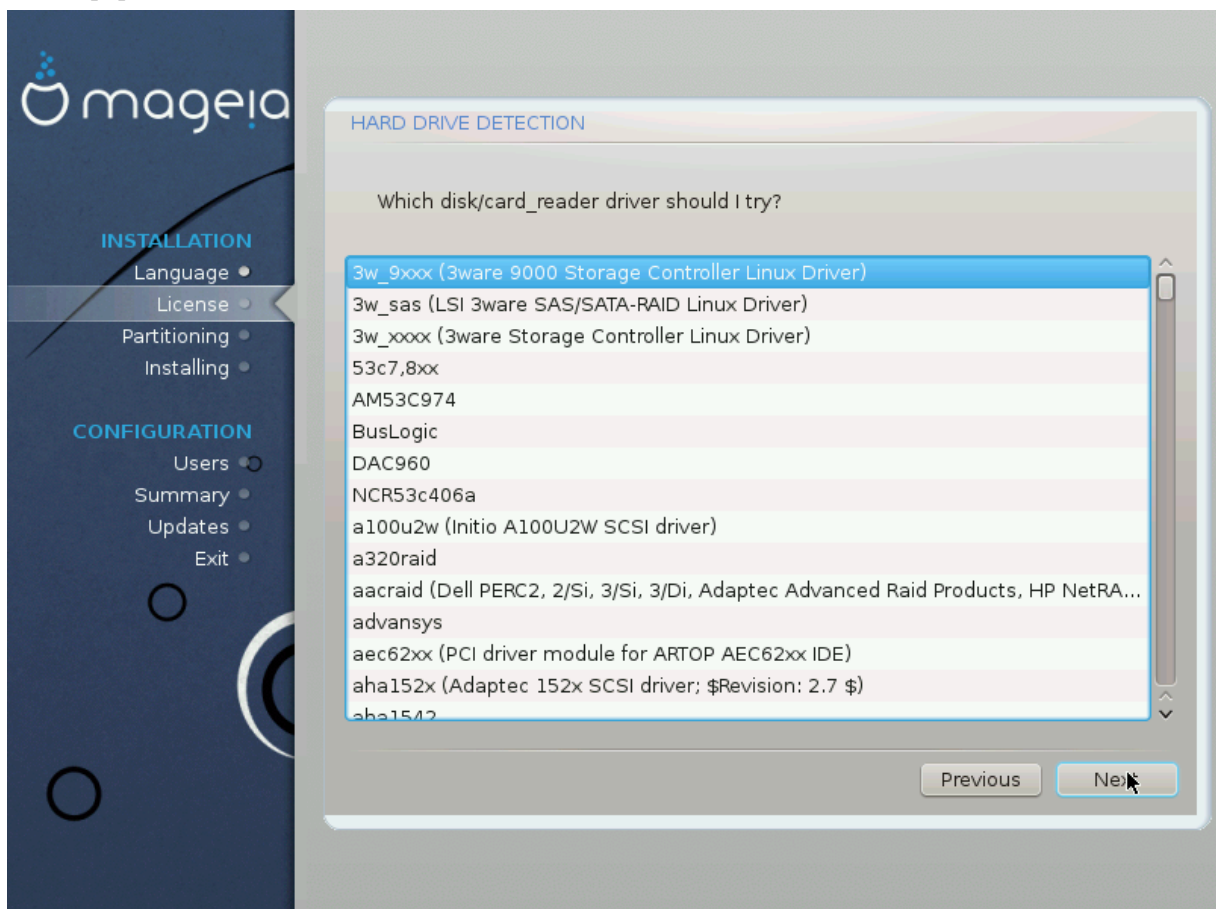 mageia
INSTALLATION
Language
License
Partitioning
Installing
CONFIGURATION
Users
Summary
Updates
Exit
HARD DRIVE DETECTION
Which disk/card_reader driver should I try?
3w_9xxx (3ware 9000 Storage Controller Linux Driver)
3w_sas (LSI 3ware SAS/SATA-RAID Linux Driver)
3w_xxxx (3ware Storage Controller Linux Driver)
53c7,8xx
AM53C974
BusLogic
DAC960
NCR53c406a
a100u2w (Initio A100U2W SCSI driver)
a320raid
aacraid (Dell PERC2, 2/Si, 3/Si, 3/Di, Adaptec Advanced Raid Products, HP NetRA...
advansys
aec62xx (PCI driver module for ARTOP AEC62xx IDE)
aha152x (Adaptec 152x SCSI driver; $Revision: 2.7 $)
aha1542
Previous
Next